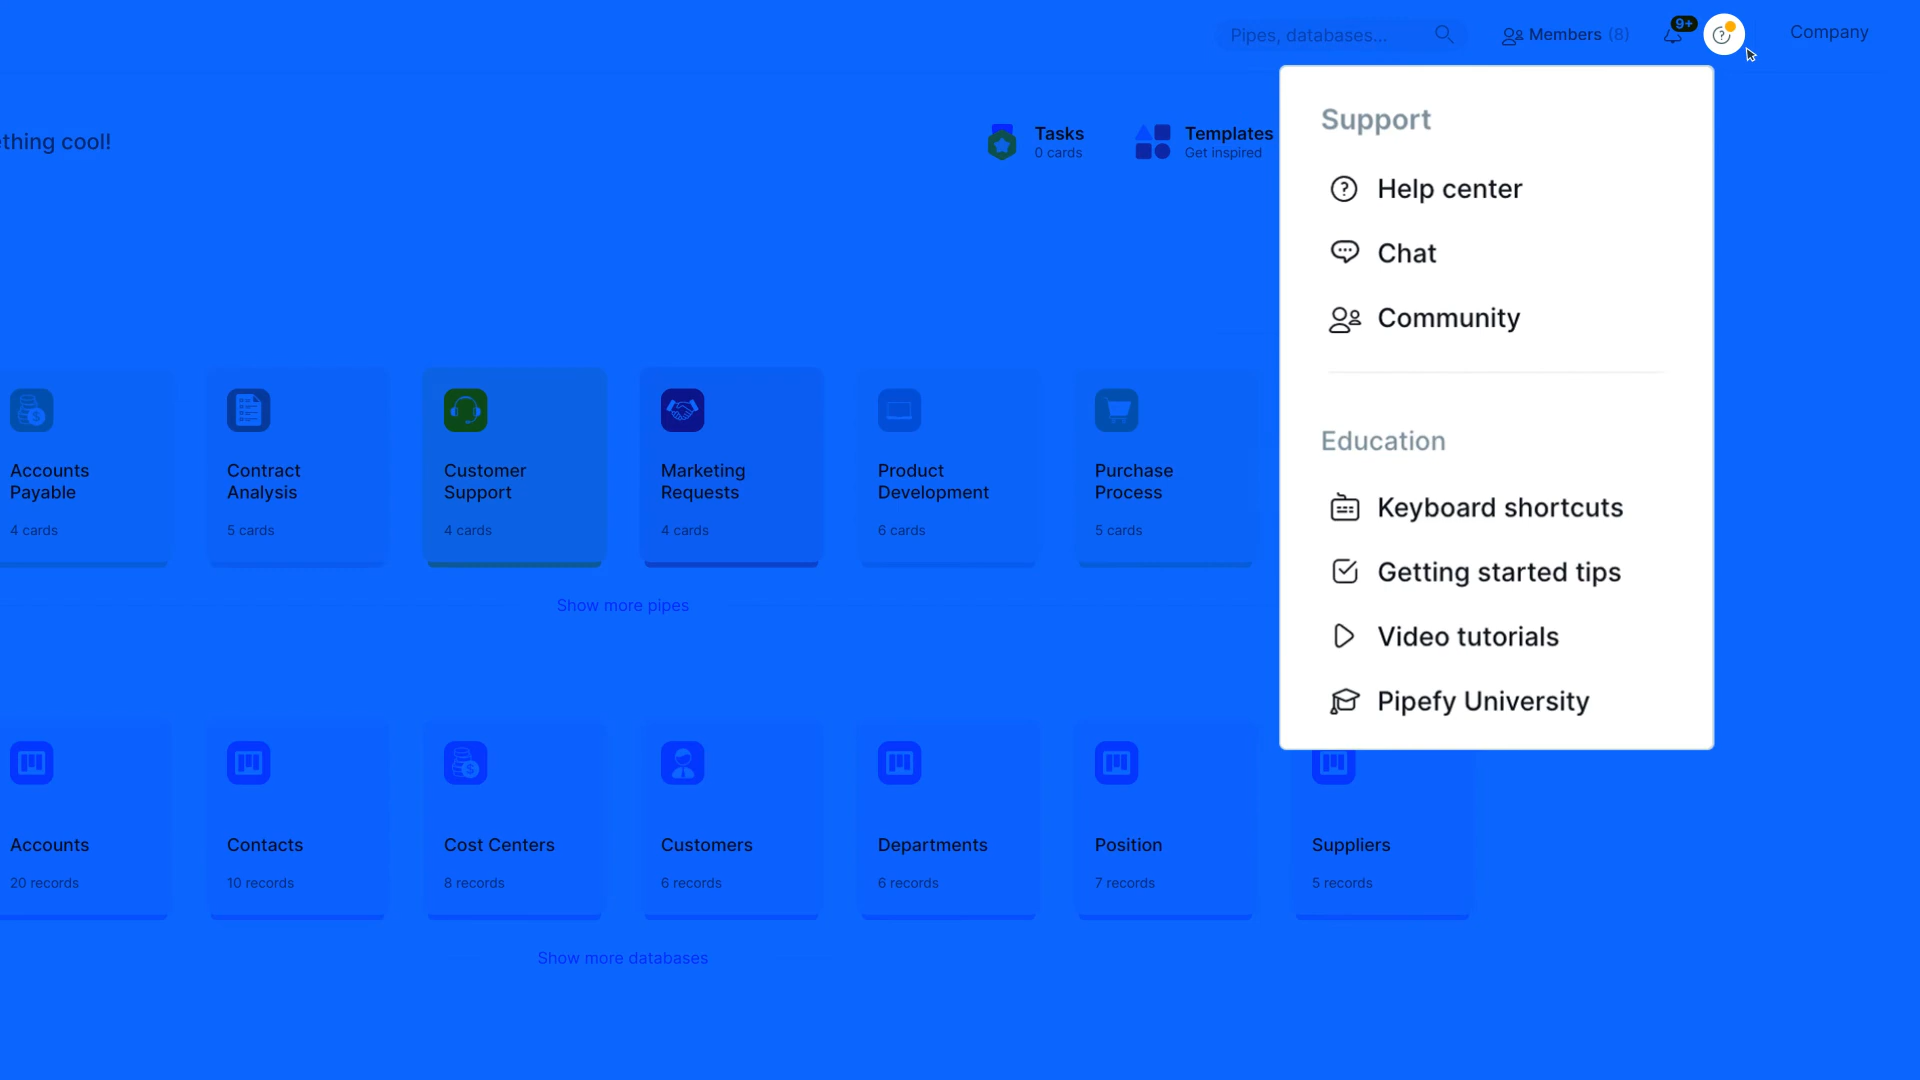 Pipes, databases...
Members (8)
9+
Company
thing cool!
Tasks
0 cards
Templates
Get inspired
Support
Help center
Chat
Community
Education
Keyboard shortcuts
Getting started tips
Video tutorials
Pipefy University
Accounts
Payable
4 cards
Contract
Analysis
5 cards
Customer
Support
4 cards
Marketing
Requests
4 cards
Product
Development
6 cards
Purchase
Process
5 cards
Show more pipes
Accounts
20 records
Contacts
10 records
Cost Centers
8 records
Customers
6 records
Departments
6 records
Position
7 records
Suppliers
5 records
Show more databases